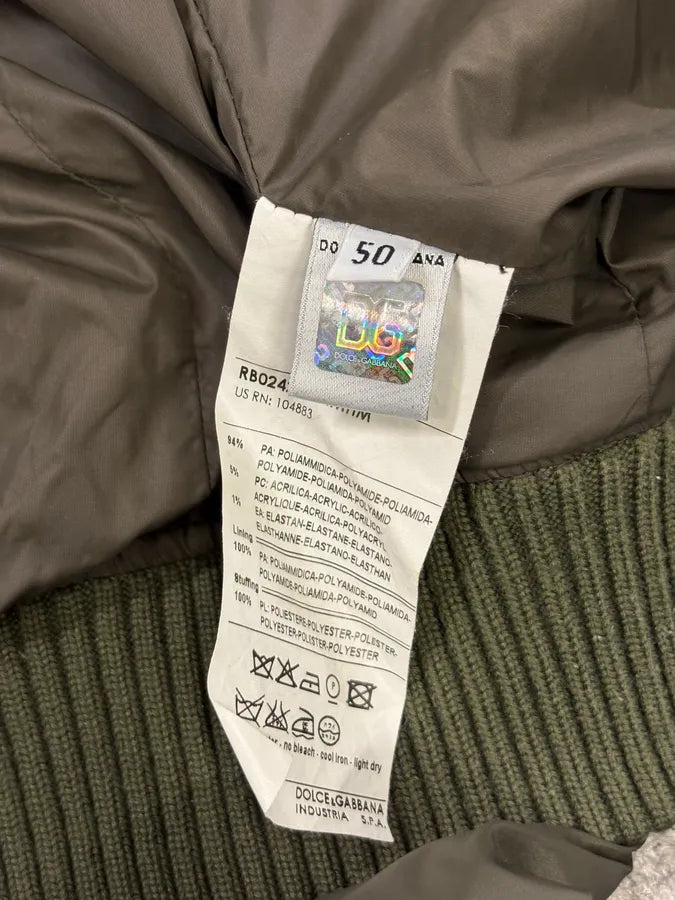 DO
50
ANA
DG
DOLCE&GABBANA
RB024
US RN: 104883
94% PA: POLIAMMIDICA-POLYAMIDE-POLIAMIDA-
POLYAMIDE-POLIAMIDA-POLYAMID
5% PC: ACRILICA-ACRYLIC-ACRILICO-
ACRYLIQUE-ACRILICA-POLYACRYL
1% EA: ELASTAN-ELASTANE-ELASTANO-
ELASTHANNE-ELASTANO-ELASTHAN
Lining
100% PA: POLIAMMIDICA-POLYAMIDE-POLIAMIDA-
POLYAMIDE-POLIAMIDA-POLYAMID
Stuffing
100% PL: POLIESTERE-POLYESTER-POLIESTER-
POLYESTER-POLIESTER-POLYESTER
P
- no bleach - cool iron - light dry
DOLCE&GABBANA
INDUSTRIA S.P.A.